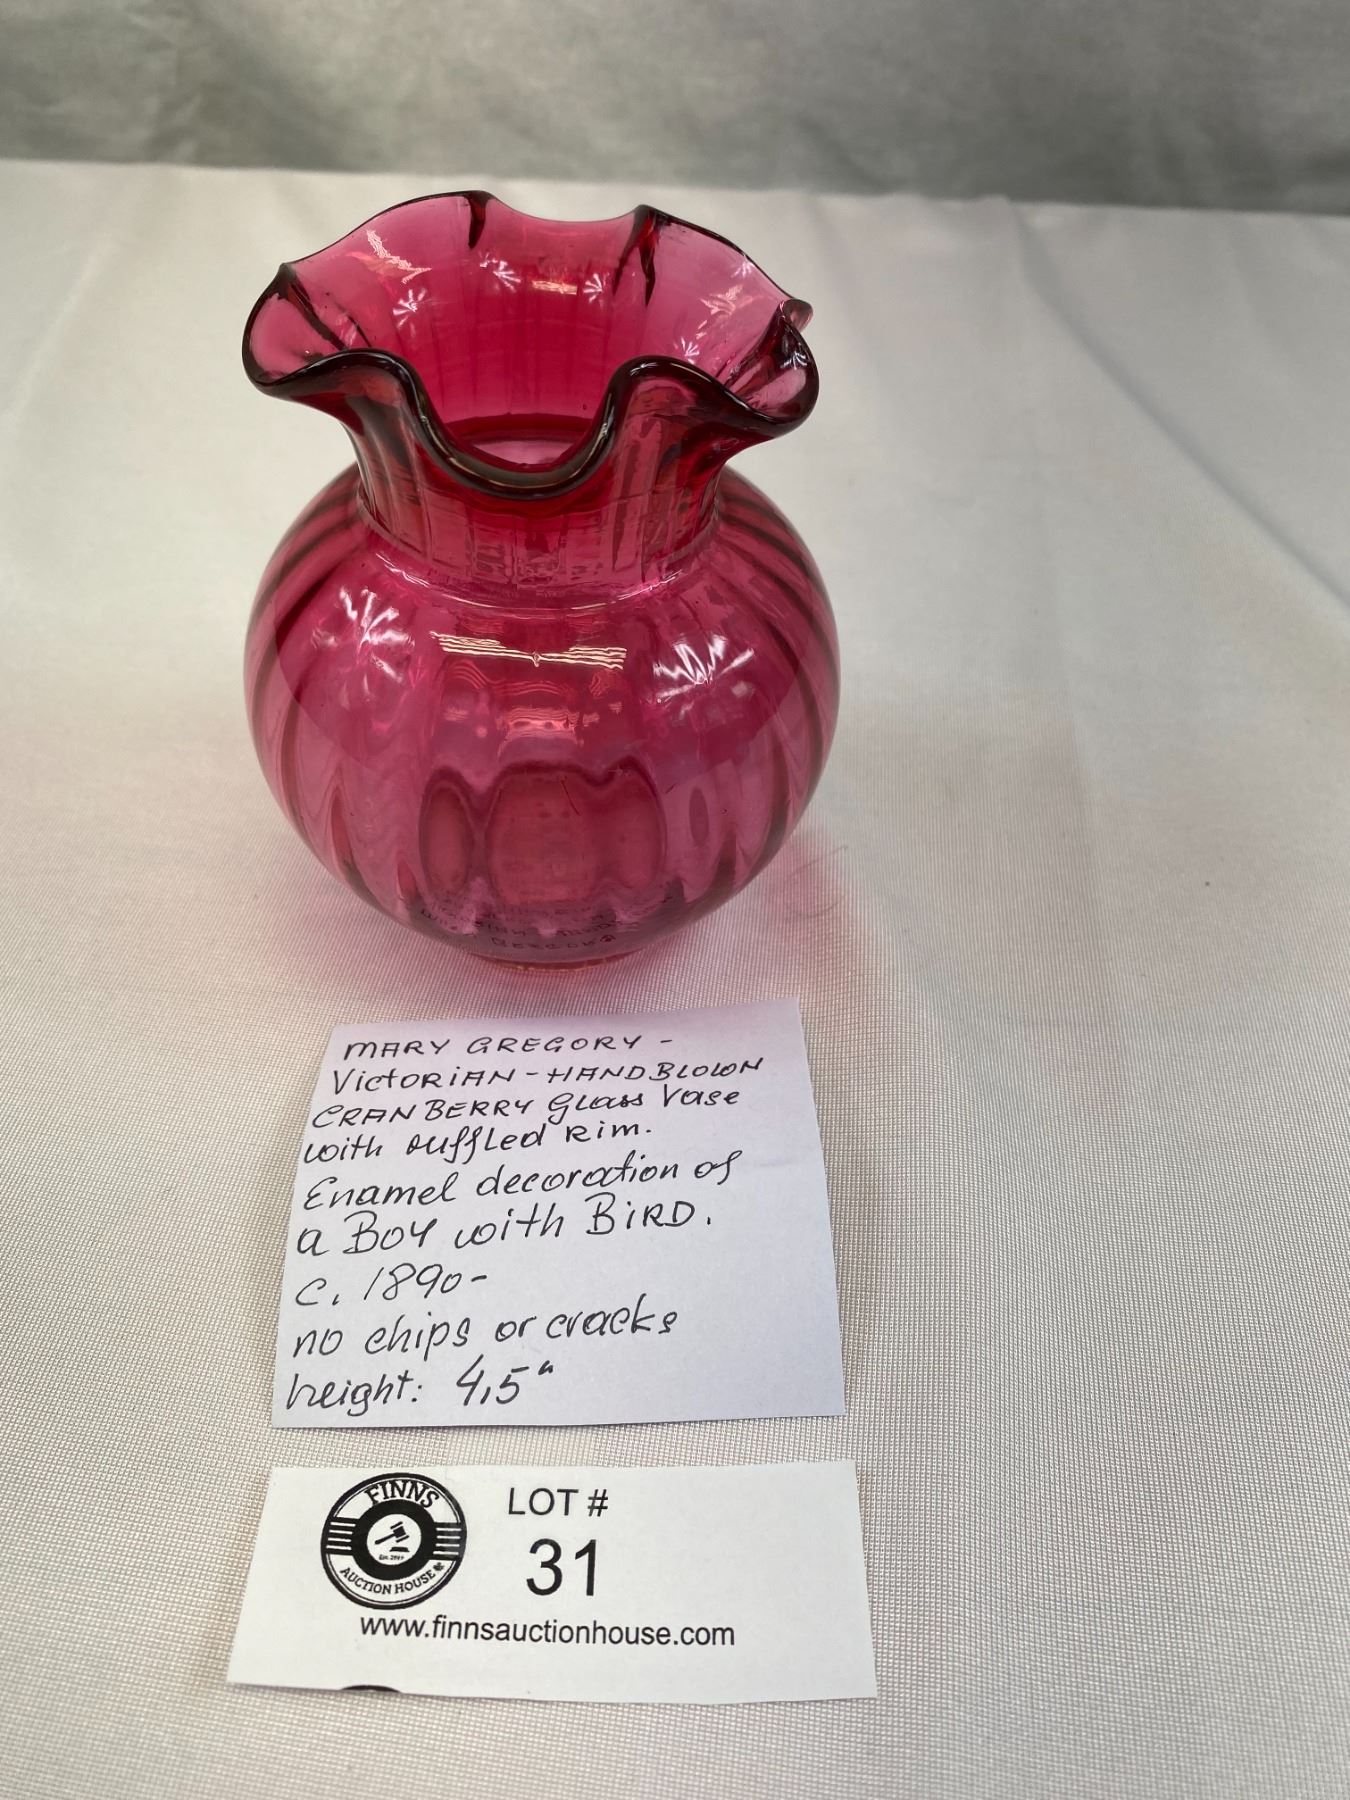 MARY GREGORY -
VictoRiAN - HANDBLOWN
CRANBERRY Glass Vase
with ruffled Rim.
Enamel decoration of
a BOY with BiRD.
c. 1890-
no chips or cracks
height: 4,5"
FINNS
AUCTION HOUSE
LOT #
31
www.finnsauctionhouse.com